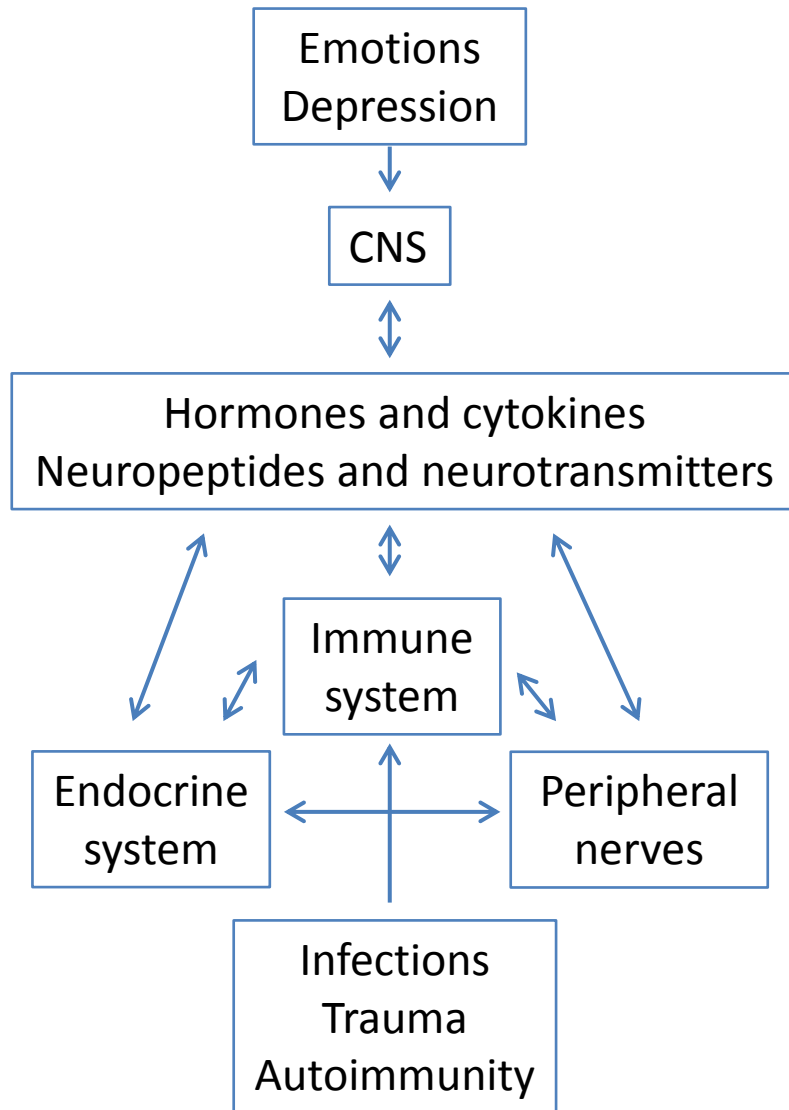 Emotions
Depression
CNS
Hormones and cytokines
Neuropeptides and neurotransmitters
Immune
system
Endocrine
system
Peripheral
nerves
Infections
Trauma
Autoimmunity